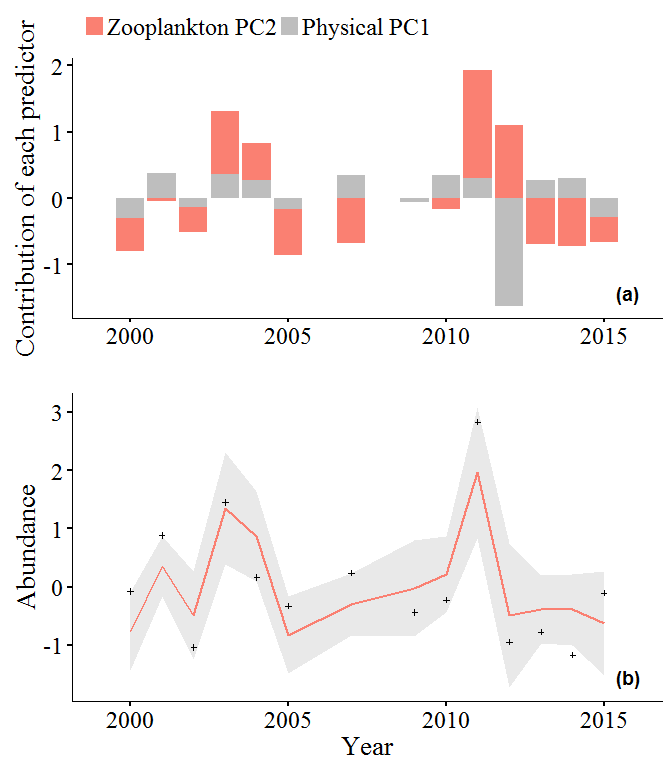 Zooplankton PC2 Physical PC1
Contribution of each predictor
2
1
0
-1
(a)
2000 2005 2010 2015
Abundance
3
2
1
0
-1
(b)
2000 2005 2010 2015
Year